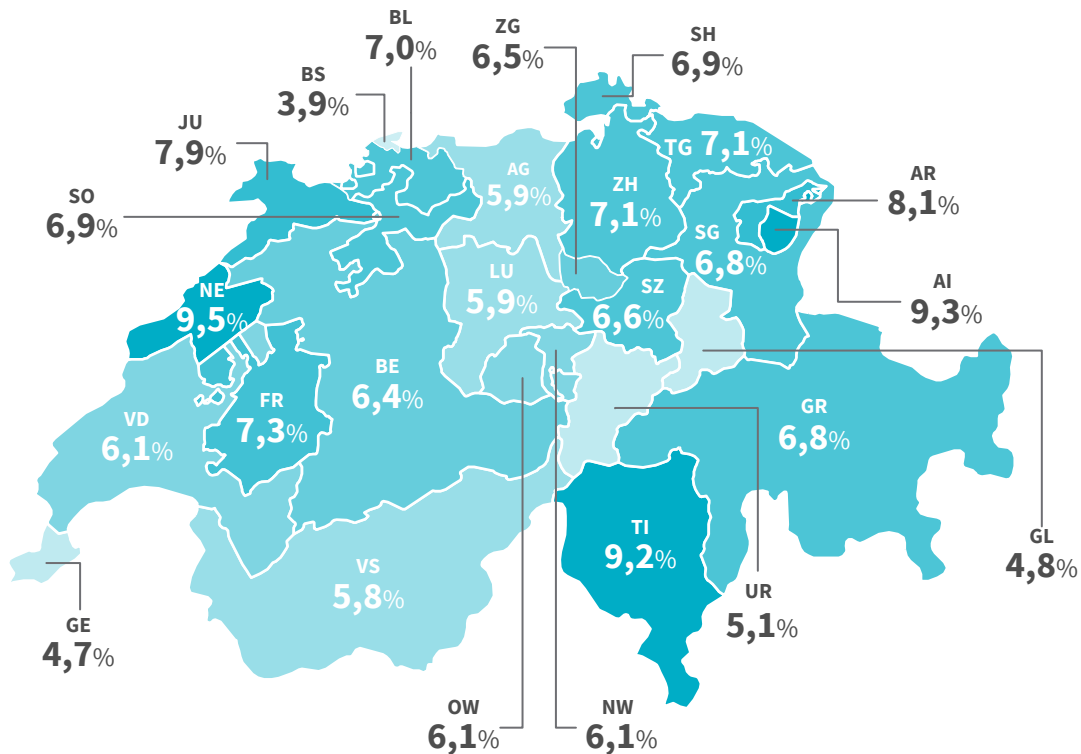 BL
7,0%
ZG
6,5%
SH
6,9%
BS
3,9%
JU
7,9%
TG 7,1%
AG
5,9%
ZH
7,1%
AR
8,1%
SO
6,9%
SG
6,8%
LU
5,9%
SZ
6,6%
AI
9,3%
NE
9,5%
BE
6,4%
FR
7,3%
VD
6,1%
GR
6,8%
TI
9,2%
GL
4,8%
VS
5,8%
UR
5,1%
GE
4,7%
OW
6,1%
NW
6,1%